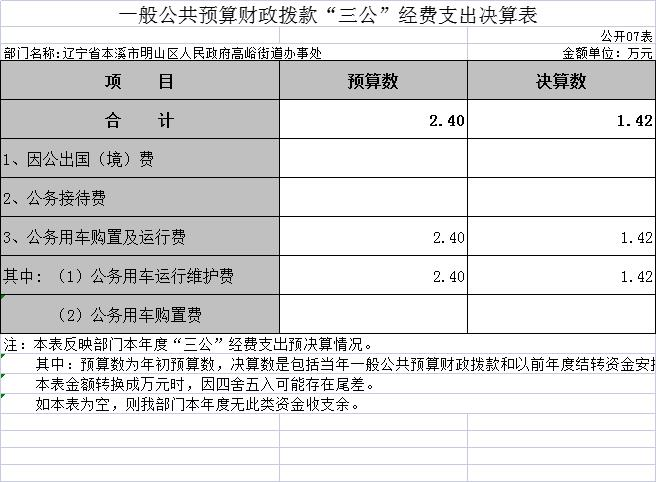 一般公共预算财政拨款“三公”经费支出决算表
公开07表
部门名称:辽宁省本溪市明山区人民政府高峪街道办事处 金额单位：万元
项 目 预算数 决算数
合 计 2.40 1.42
1、因公出国（境）费
2、公务接待费
3、公务用车购置及运行费 2.40 1.42
其中：（1）公务用车运行维护费 2.40 1.42
（2）公务用车购置费
注：本表反映部门本年度“三公”经费支出预决算情况。
其中：预算数为年初预算数，决算数是包括当年一般公共预算财政拨款和以前年度结转资金安排
本表金额转换成万元时，因四舍五入可能存在尾差。
如本表为空，则我部门本年度无此类资金收支余。